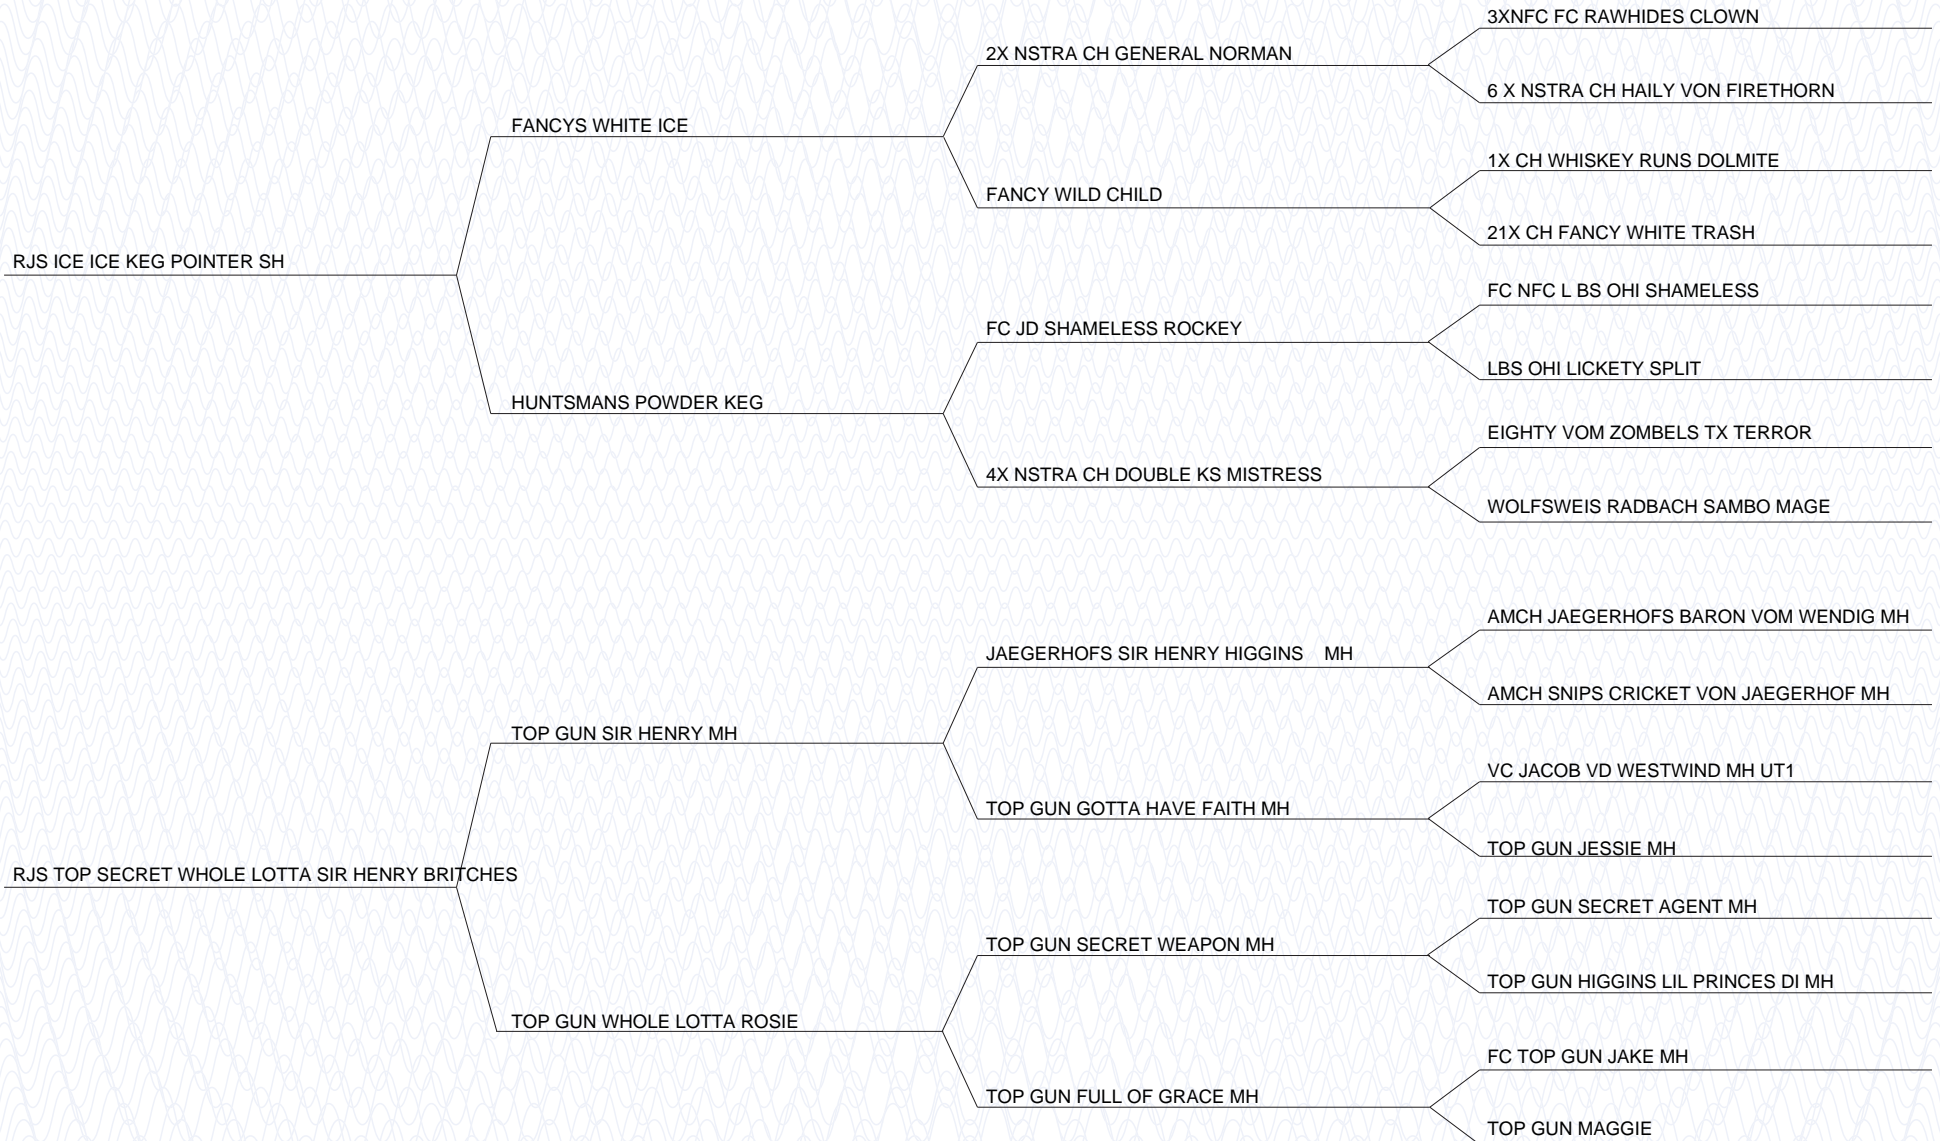 3XNFC FC RAWHIDES CLOWN
2X NSTRA CH GENERAL NORMAN
6 X NSTRA CH HAILY VON FIRETHORN
FANCYS WHITE ICE
1X CH WHISKEY RUNS DOLMITE
FANCY WILD CHILD
21X CH FANCY WHITE TRASH
RJS ICE ICE KEG POINTER SH
FC NFC L BS OHI SHAMELESS
FC JD SHAMELESS ROCKEY
LBS OHI LICKETY SPLIT
HUNTSMANS POWDER KEG
EIGHTY VOM ZOMBELS TX TERROR
4X NSTRA CH DOUBLE KS MISTRESS
WOLFSWEIS RADBACH SAMBO MAGE
AMCH JAEGERHOFS BARON VOM WENDIG MH
JAEGERHOFS SIR HENRY HIGGINS MH
AMCH SNIPS CRICKET VON JAEGERHOF MH
TOP GUN SIR HENRY MH
VC JACOB VD WESTWIND MH UT1
TOP GUN GOTTA HAVE FAITH MH
TOP GUN JESSIE MH
RJS TOP SECRET WHOLE LOTTA SIR HENRY BRITCHES
TOP GUN SECRET AGENT MH
TOP GUN SECRET WEAPON MH
TOP GUN HIGGINS LIL PRINCES DI MH
TOP GUN WHOLE LOTTA ROSIE
FC TOP GUN JAKE MH
TOP GUN FULL OF GRACE MH
TOP GUN MAGGIE